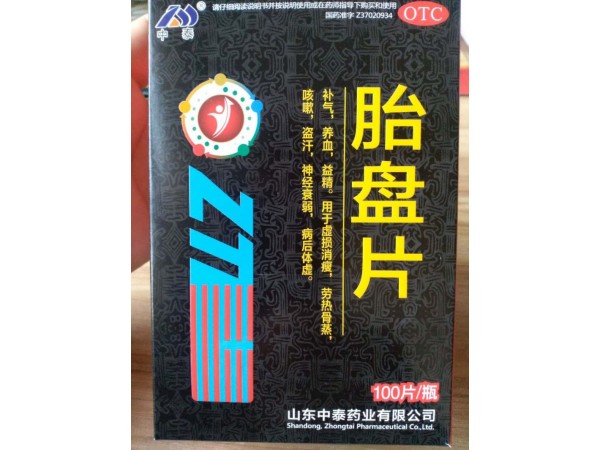 请仔细阅读说明书并按说明使用或在药师指导下购买和使用
国药准字 Z37020934
OTC
中泰
胎盘片
补气，养血，益精。用于虚损消瘦，劳热骨蒸，
咳嗽，盗汗，神经衰弱，病后体虚。
ZT
100片/瓶
山东中泰药业有限公司
Shandong, Zhongtai Pharmaceutical Co.,Ltd.